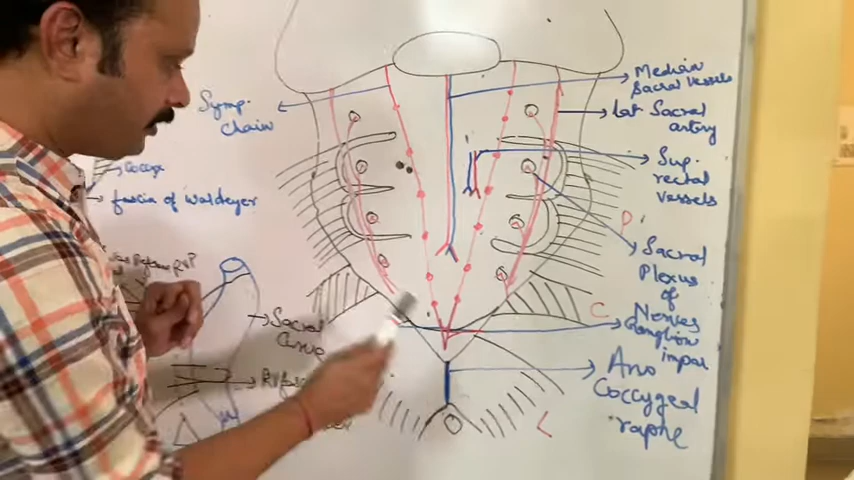 Symp.
chain
Coccyx
fascia of Waldeyer
Sacral
Curve
Median
Sacral vessels
Lat Sacral
artery
Sup.
rectal
vessels
P
Sacral
Plexus
of
Nerves
C
Ganglion
impar
Ano
Coccygeal
raphe
L